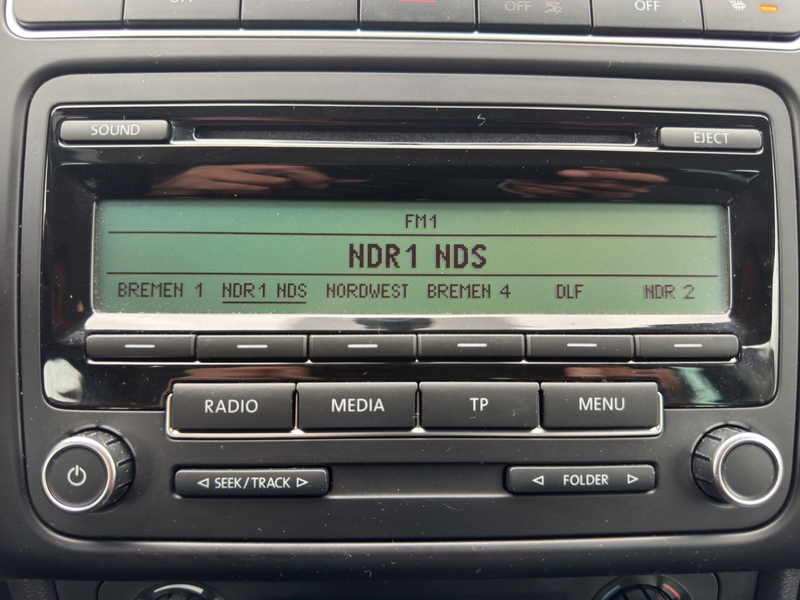 OFF OFF
SOUND
EJECT
FM1
NDR1 NDS
BREMEN 1 NDR1 NDS NORDWEST BREMEN 4 DLF NDR 2
RADIO MEDIA TP MENU
SEEK/TRACK FOLDER